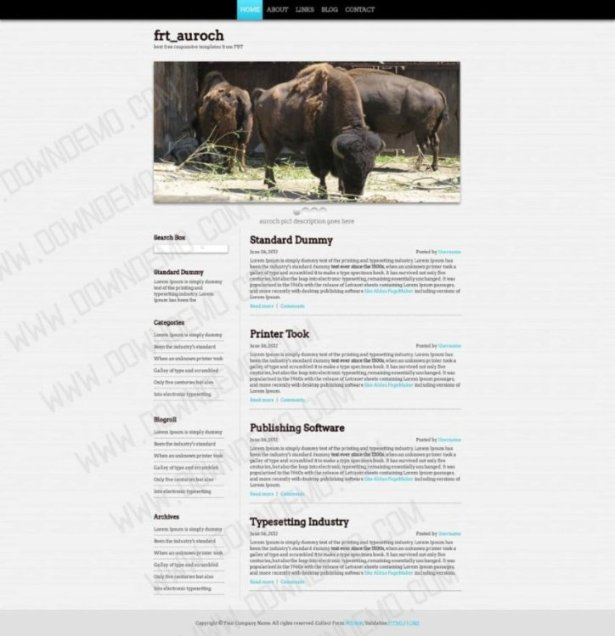 HOME ABOUT LINKS BLOG CONTACT
frt_auroch
best free responsive templates from FRT
auroch pic1 description goes here
Search Box
Standard Dummy
Lorem Ipsum is simply dummy
text of the printing and
typesetting industry. Lorem
Ipsum has been the
Categories
Lorem Ipsum is simply dummy
Been the industry's standard
When an unknown printer took
Galley of type and scrambled
Only five centuries but also
Into electronic typesetting
Blogroll
Lorem Ipsum is simply dummy
Been the industry's standard
When an unknown printer took
Galley of type and scrambled
Only five centuries but also
Into electronic typesetting
Archives
Lorem Ipsum is simply dummy
Been the industry's standard
When an unknown printer took
Galley of type and scrambled
Only five centuries but also
Into electronic typesetting
Standard Dummy
June 06, 2012 Posted by Username
Lorem Ipsum is simply dummy text of the printing and typesetting industry. Lorem Ipsum has
been the industry's standard dummy text ever since the 1500s, when an unknown printer took a
galley of type and scrambled it to make a type specimen book. It has survived not only five
centuries, but also the leap into electronic typesetting, remaining essentially unchanged. It was
popularised in the 1960s with the release of Letraset sheets containing Lorem Ipsum passages,
and more recently with desktop publishing software like Aldus PageMaker including versions of
Lorem Ipsum.
Read more | Comments
Printer Took
June 06, 2012 Posted by Username
Lorem Ipsum is simply dummy text of the printing and typesetting industry. Lorem Ipsum has
been the industry's standard dummy text ever since the 1500s, when an unknown printer took a
galley of type and scrambled it to make a type specimen book. It has survived not only five
centuries, but also the leap into electronic typesetting, remaining essentially unchanged. It was
popularised in the 1960s with the release of Letraset sheets containing Lorem Ipsum passages,
and more recently with desktop publishing software like Aldus PageMaker including versions of
Read more | Comments
Publishing Software
June 06, 2012 Posted by Username
Lorem Ipsum is simply dummy text of the printing and typesetting industry. Lorem Ipsum has
been the industry's standard dummy text ever since the 1500s, when an unknown printer took a
galley of type and scrambled it to make a type specimen book. It has survived not only five
centuries, but also the leap into electronic typesetting, remaining essentially unchanged. It was
popularised in the 1960s with the release of Letraset sheets containing Lorem Ipsum passages,
and more recently with desktop publishing software like Aldus PageMaker including versions of
Lorem Ipsum.
Read more | Comments
Typesetting Industry
June 06, 2012 Posted by Username
Lorem Ipsum is simply dummy text of the printing and typesetting industry. Lorem Ipsum has
been the industry's standard dummy text ever since the 1500s, when an unknown printer took a
galley of type and scrambled it to make a type specimen book. It has survived not only five
centuries, but also the leap into electronic typesetting, remaining essentially unchanged. It was
popularised in the 1960s with the release of Letraset sheets containing Lorem Ipsum passages,
and more recently with desktop publishing software like Aldus PageMaker including versions of
Read more | Comments
Copyright © Your Company Name. All rights reserved.
WWW.DOWNDEMO.COM